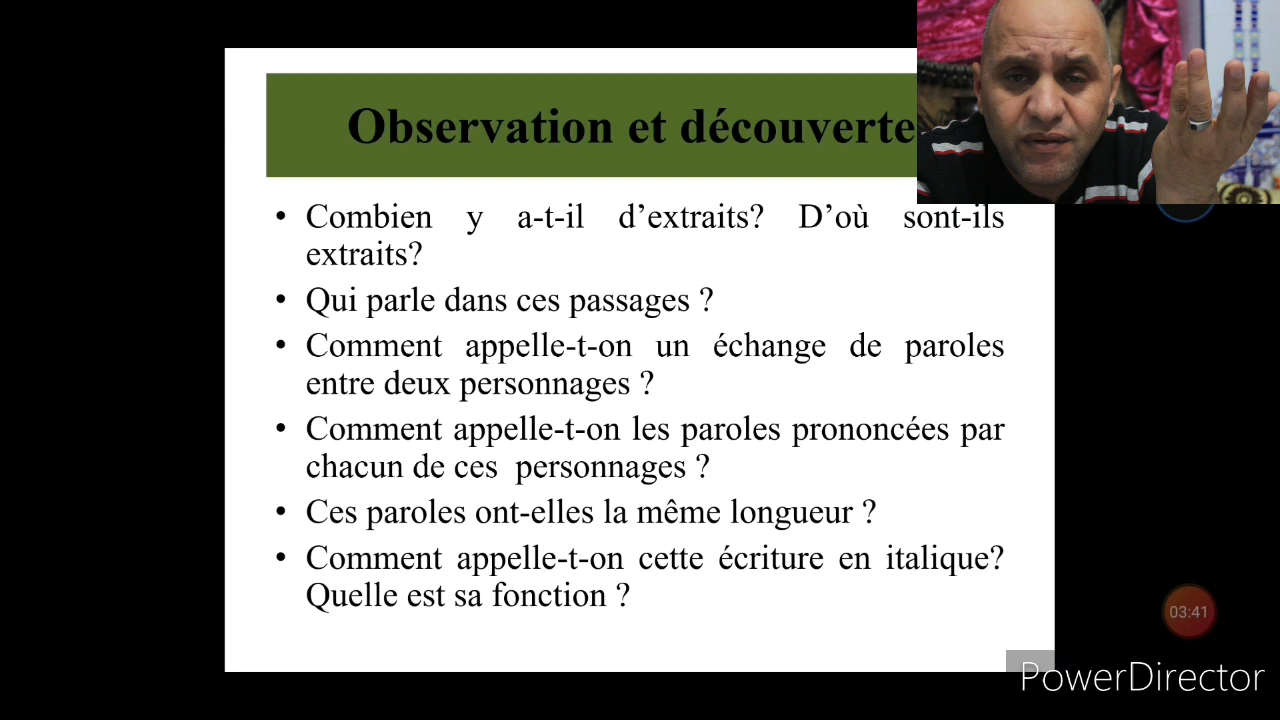 Observation et découverte
• Combien y a-t-il d’extraits? D’où sont-ils
extraits?
• Qui parle dans ces passages ?
• Comment appelle-t-on un échange de paroles
entre deux personnages ?
• Comment appelle-t-on les paroles prononcées par
chacun de ces personnages ?
• Ces paroles ont-elles la même longueur ?
• Comment appelle-t-on cette écriture en italique?
Quelle est sa fonction ?
03:41
PowerDirector